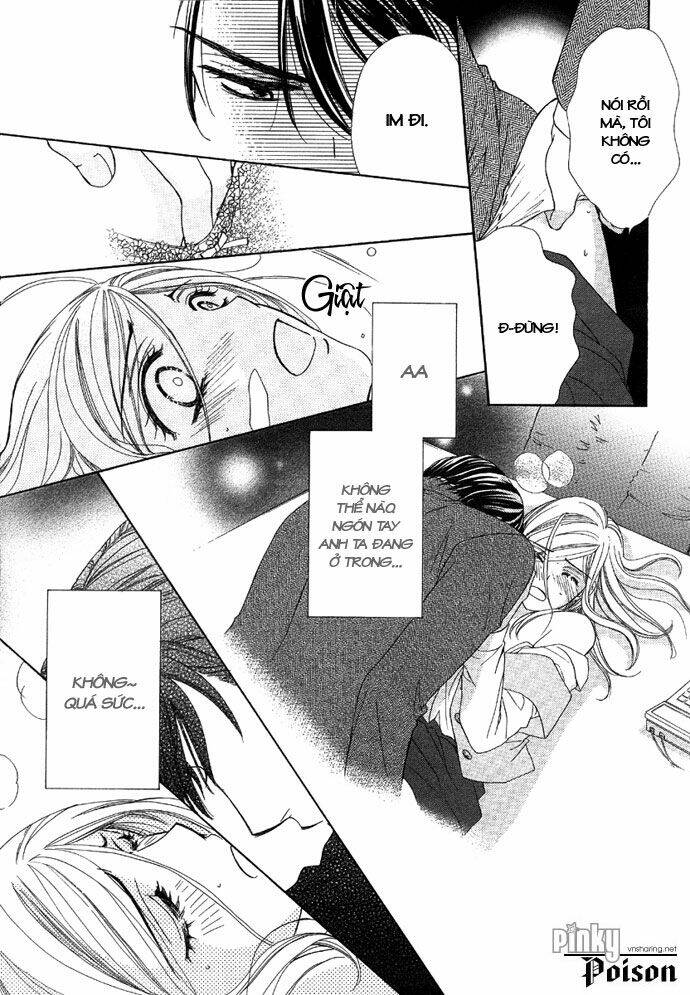 NÓI RỒI
MÀ, TÔI
KHÔNG
CÓ...
IM ĐI.
Đ-ĐỪNG!
Giật
AA
KHÔNG
THỂ NÀO,
NGÓN TAY
ANH TA ĐANG
Ở TRONG...
KHÔNG~
QUÁ SỨC...
pinky
vnsharing.net
Poison